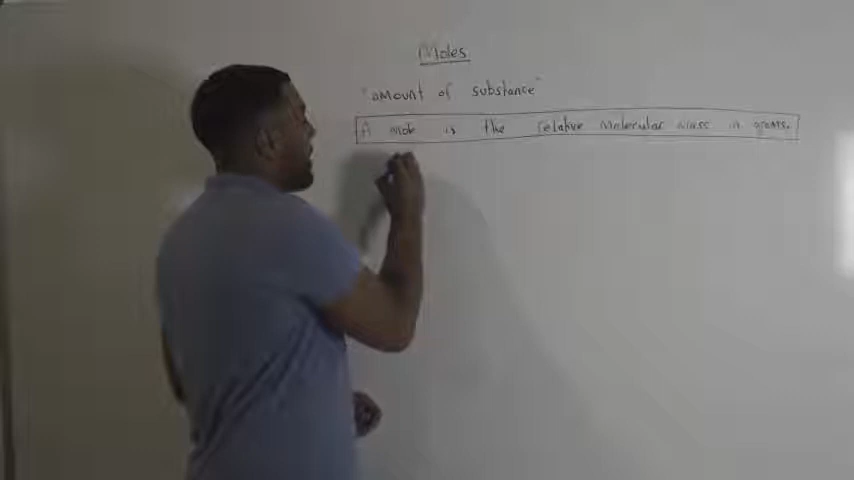 Moles
"amount of substance"
A mole is the relative molecular mass in grams.